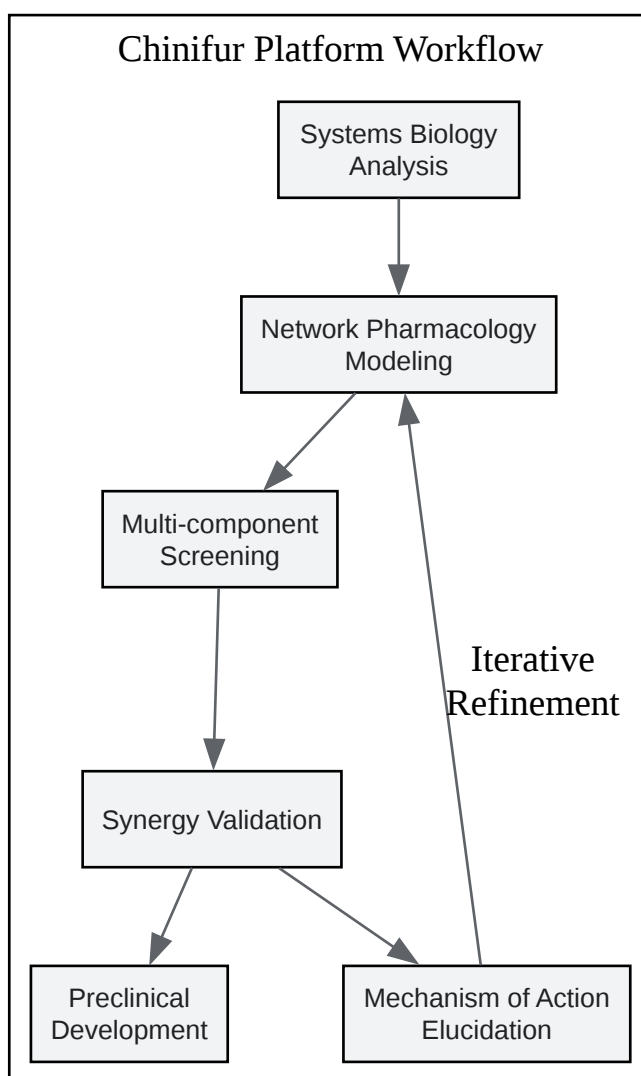 Chinifur Platform Workflow
Systems Biology
Analysis
Network Pharmacology
Modeling
Multi-component
Screening
Iterative
Refinement
Synergy Validation
Preclinical
Development
Mechanism of Action
Elucidation